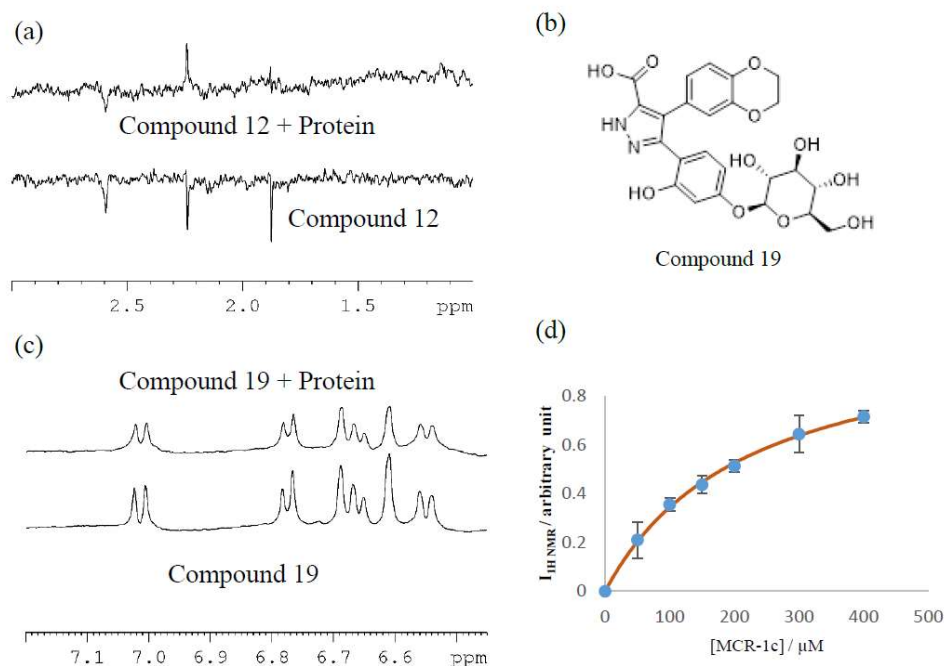 (a)
Compound 12 + Protein
Compound 12
2.5 2.0 1.5 ppm
(b)
HO
O
O
O
HN
N
HO
O
HO
OH
OH
O
OH
Compound 19
(c)
Compound 19 + Protein
Compound 19
7.1 7.0 6.9 6.8 6.7 6.6 ppm
(d)
I1H NMR / arbitrary unit
0.8
0.6
0.4
0.2
0
0 100 200 300 400 500
[MCR-1c] / µM